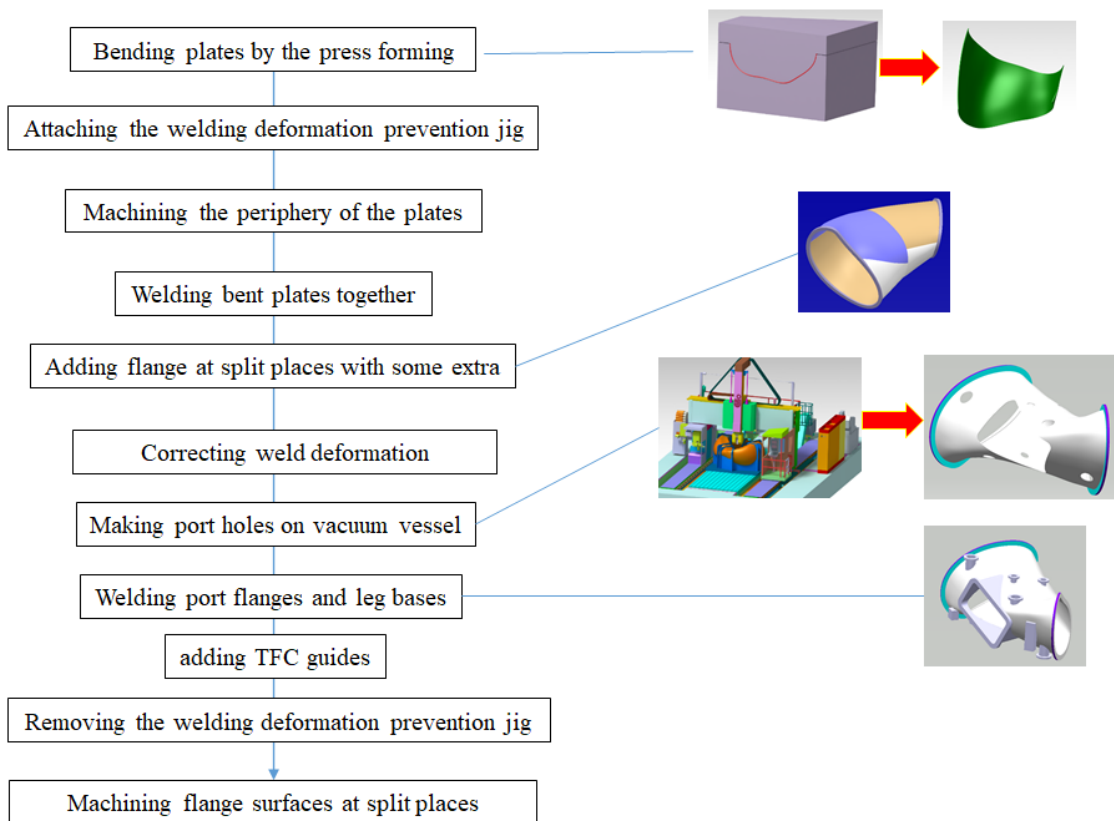 Bending plates by the press forming
Attaching the welding deformation prevention jig
Machining the periphery of the plates
Welding bent plates together
Adding flange at split places with some extra
Correcting weld deformation
Making port holes on vacuum vessel
Welding port flanges and leg bases
adding TFC guides
Removing the welding deformation prevention jig
Machining flange surfaces at split places